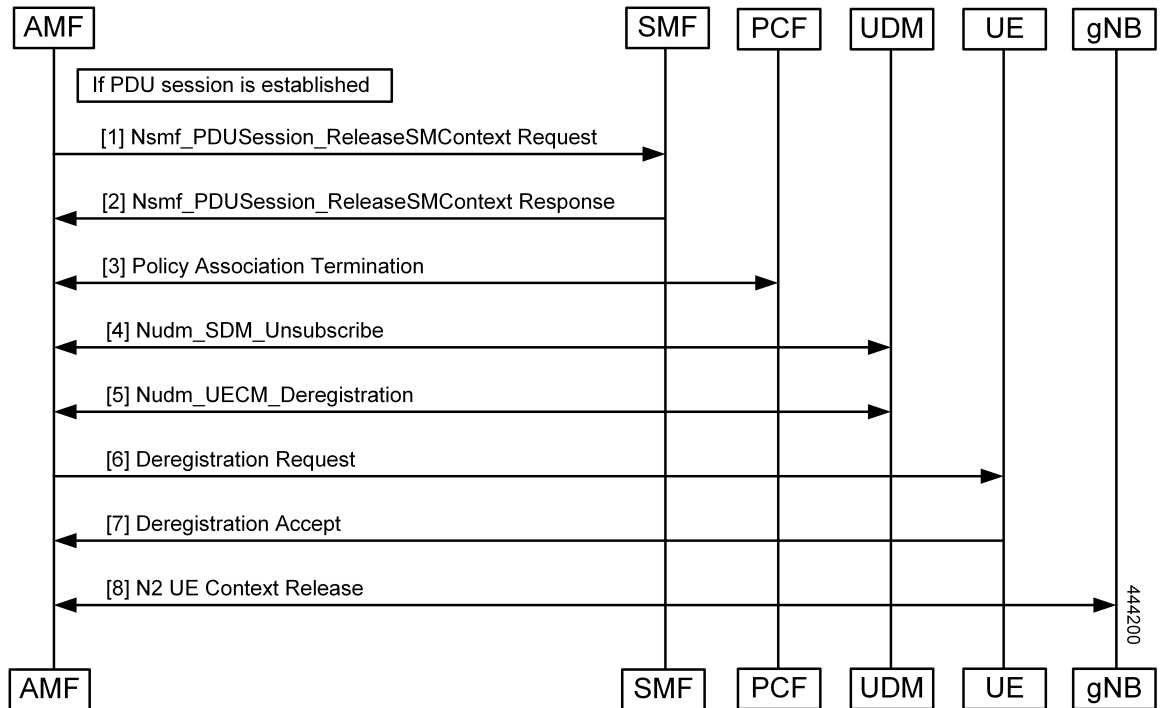 AMF SMF PCF UDM UE gNB
If PDU session is established
[1] Nsmf_PDUSession_ReleaseSMContext Request
[2] Nsmf_PDUSession_ReleaseSMContext Response
[3] Policy Association Termination
[4] Nudm_SDM_Unsubscribe
[5] Nudm_UECM_Deregistration
[6] Deregistration Request
[7] Deregistration Accept
[8] N2 UE Context Release
444200
AMF SMF PCF UDM UE gNB